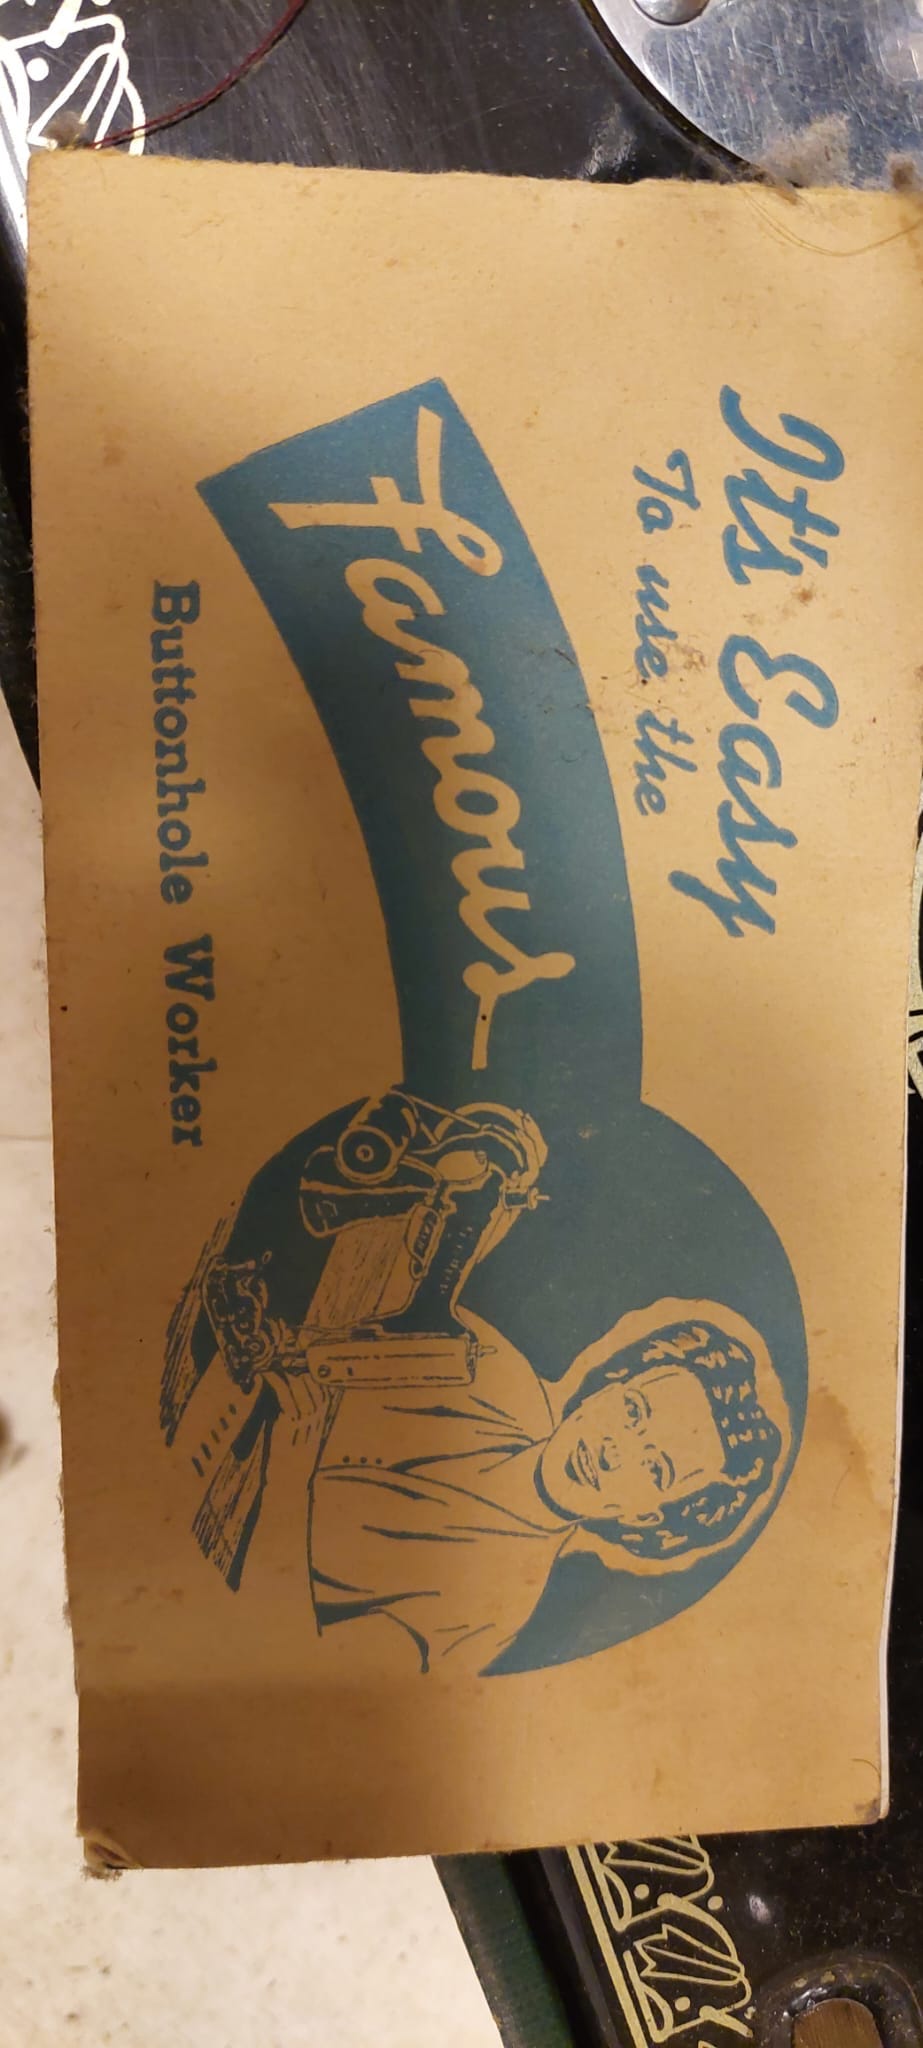 It's Easy
To use the
Famous
Buttonhole Worker